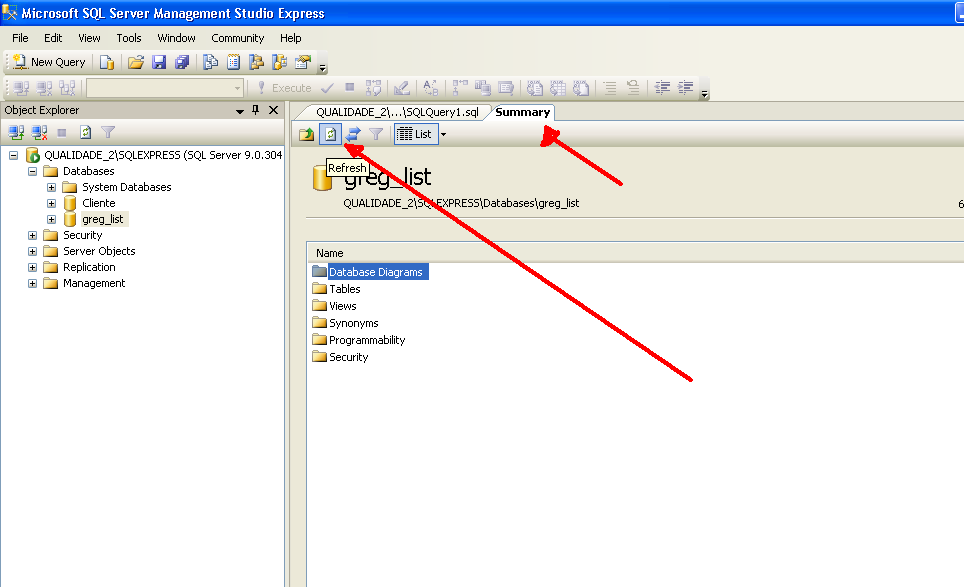 Microsoft SQL Server Management Studio Express
File Edit View Tools Window Community Help
New Query
Execute
Object Explorer
QUALIDADE_2\...\SQLQuery1.sql Summary
List
Refresh
greg_list
QUALIDADE_2\SQLEXPRESS\Databases\greg_list
6
QUALIDADE_2\SQLEXPRESS (SQL Server 9.0.304
Databases
System Databases
Cliente
greg_list
Security
Server Objects
Replication
Management
Name
Database Diagrams
Tables
Views
Synonyms
Programmability
Security